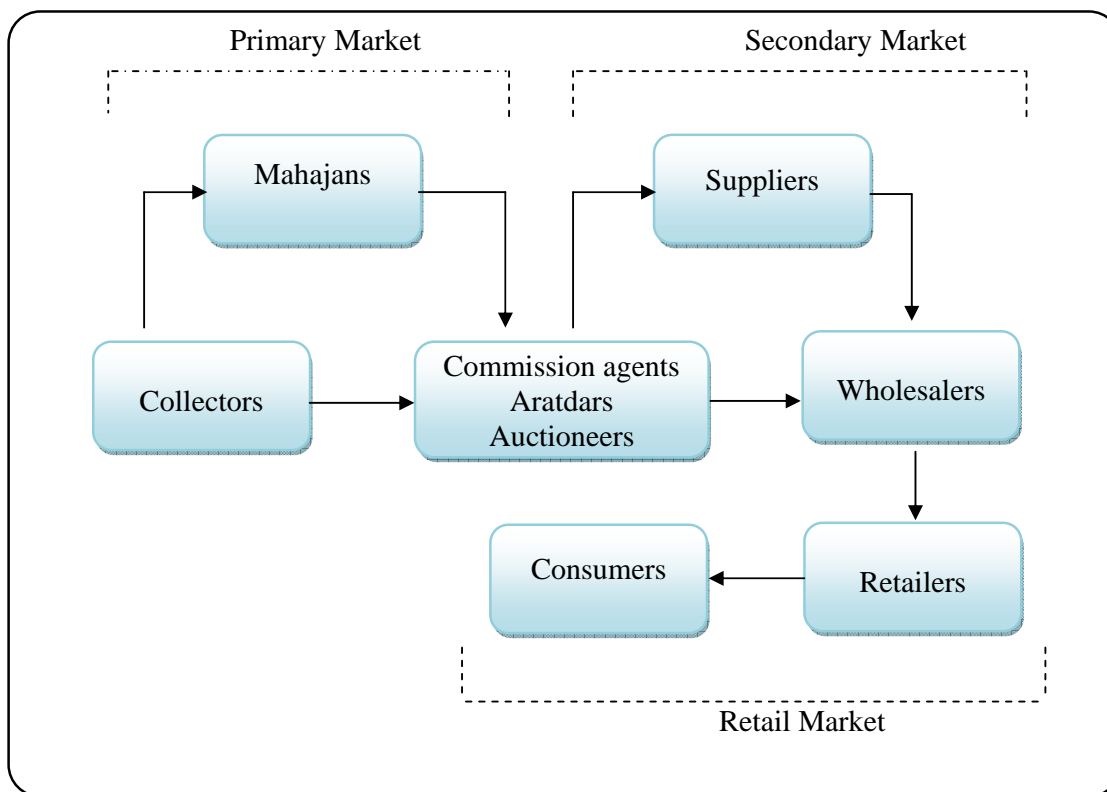 Primary Market
Secondary Market
Mahajans
Suppliers
Collectors
Commission agents
Aratdars
Auctioneers
Wholesalers
Consumers
Retailers
Retail Market